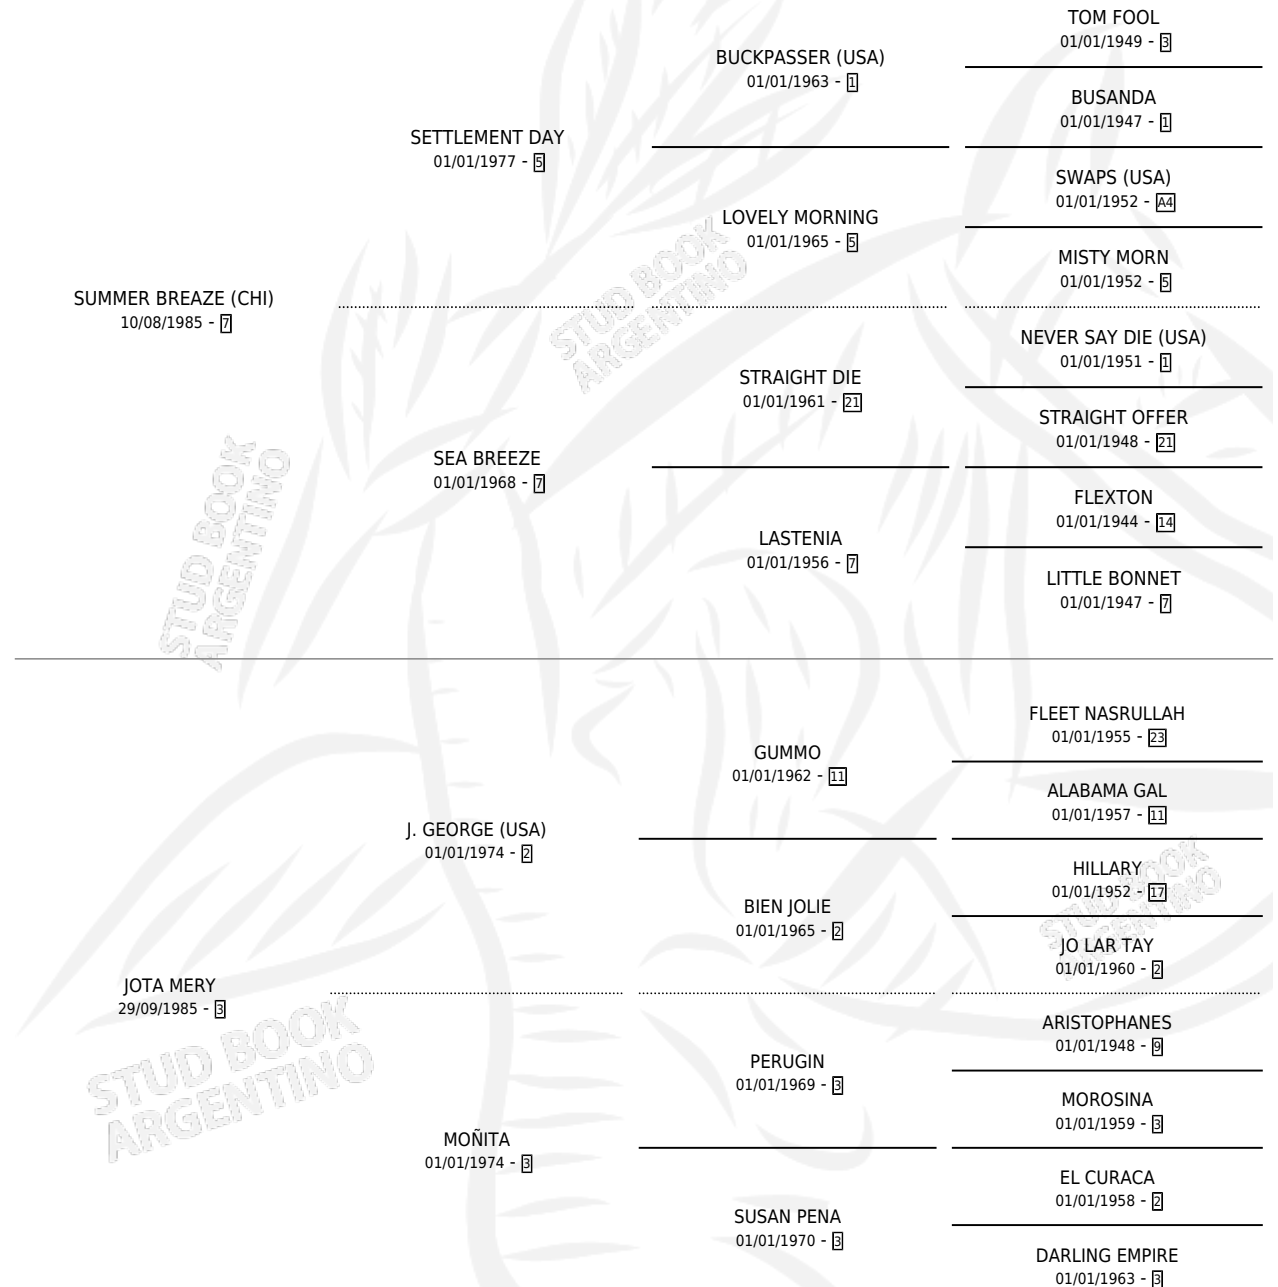 TOM FOOL
01/01/1949 - 3
BUCKPASSER (USA)
01/01/1963 - 1
BUSANDA
01/01/1947 - 1
SETTLEMENT DAY
01/01/1977 - 5
SWAPS (USA)
01/01/1952 - A4
LOVELY MORNING
01/01/1965 - 5
MISTY MORN
01/01/1952 - 5
SUMMER BREAZE (CHI)
10/08/1985 - 7
STUD BOOK
ARGENTINO
NEVER SAY DIE (USA)
01/01/1951 - 1
STRAIGHT DIE
01/01/1961 - 21
STRAIGHT OFFER
01/01/1948 - 21
SEA BREEZE
01/01/1968 - 7
FLEXTON
01/01/1944 - 14
LASTENIA
01/01/1956 - 7
LITTLE BONNET
01/01/1947 - 7
STUD BOOK
ARGENTINO
FLEET NASRULLAH
01/01/1955 - 23
GUMMO
01/01/1962 - 11
ALABAMA GAL
01/01/1957 - 11
J. GEORGE (USA)
01/01/1974 - 2
HILLARY
01/01/1952 - 17
BIEN JOLIE
01/01/1965 - 2
JO LAR TAY
01/01/1960 - 2
STUD BOOK
ARGENTINO
JOTA MERY
29/09/1985 - 3
STUD BOOK
ARGENTINO
ARISTOPHANES
01/01/1948 - 9
PERUGIN
01/01/1969 - 3
MOROSINA
01/01/1959 - 3
MOÑITA
01/01/1974 - 3
EL CURACA
01/01/1958 - 2
SUSAN PENA
01/01/1970 - 3
DARLING EMPIRE
01/01/1963 - 3